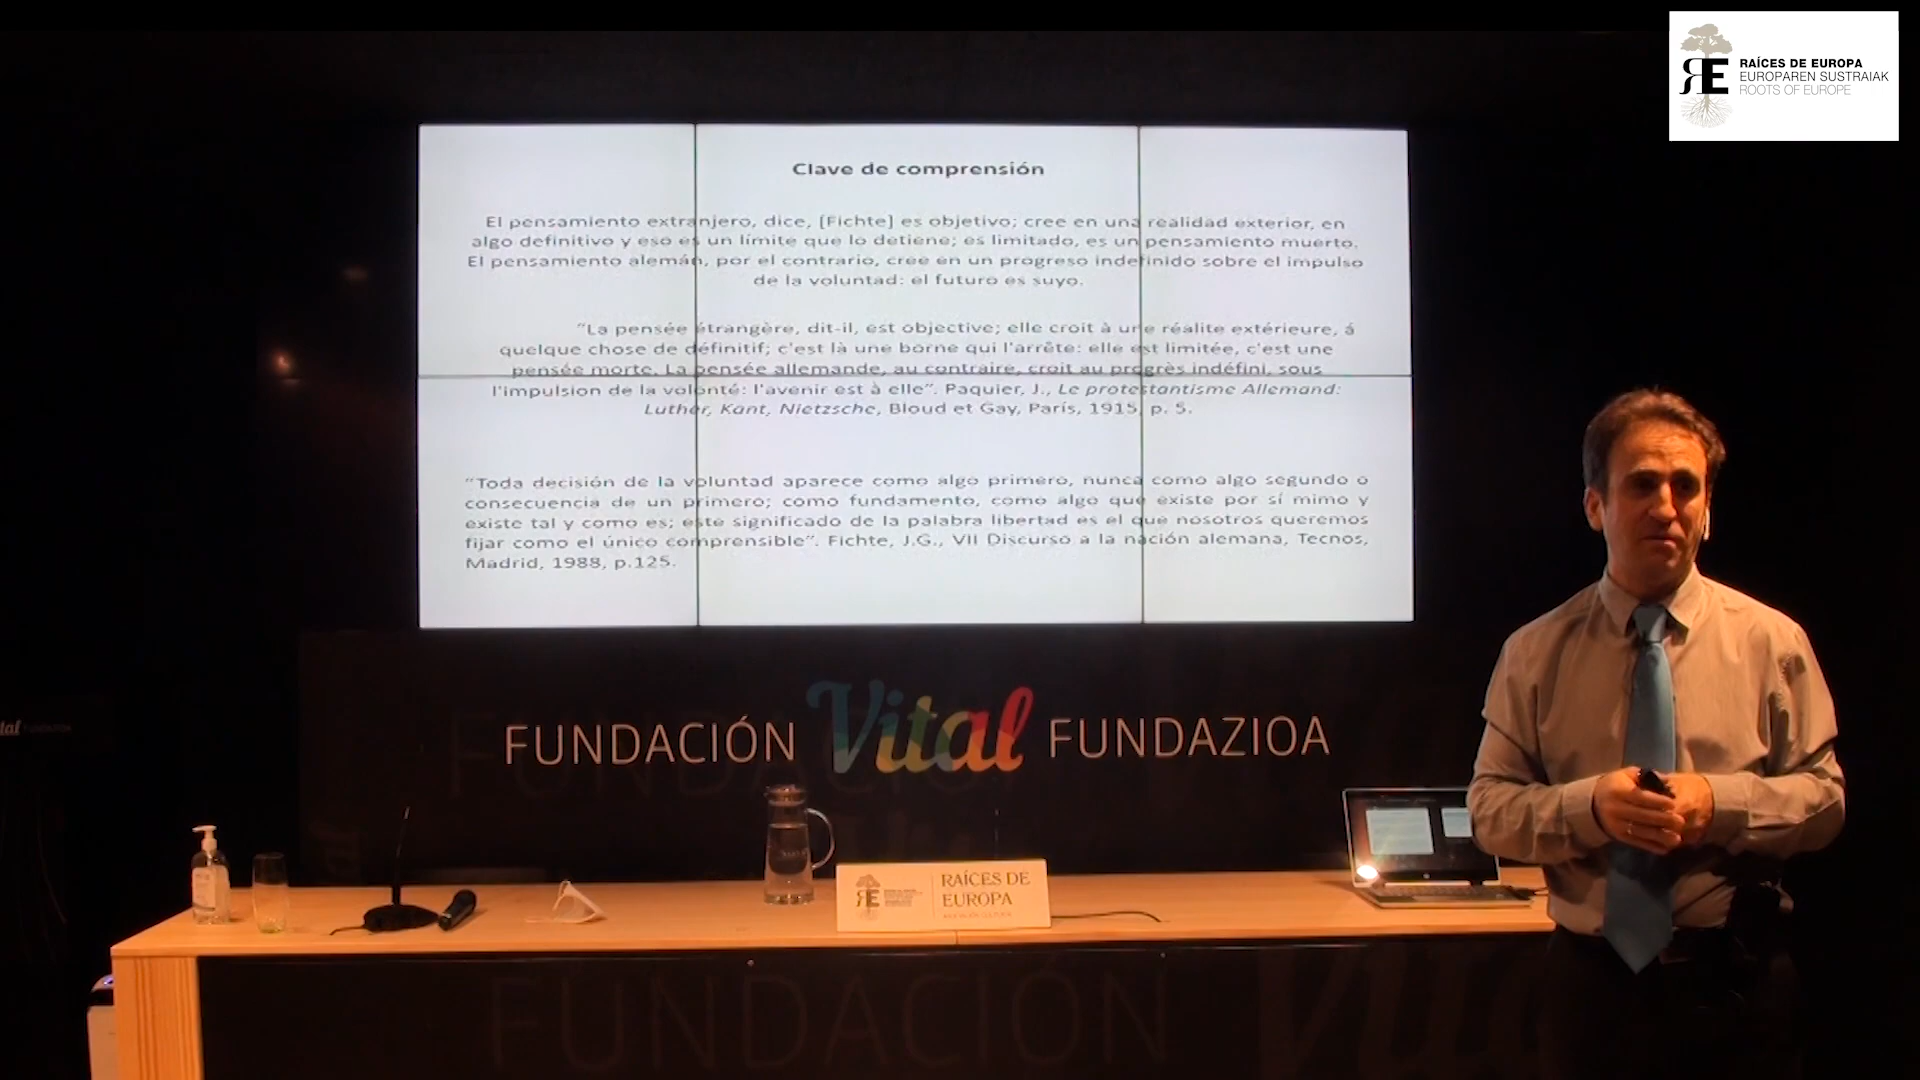 RAÍCES DE EUROPA
EUROPAREN SUSTRAIAK
ROOTS OF EUROPE
Clave de comprensión
El pensamiento extranjero, dice, [Fichte] es objetivo; cree en una realidad exterior, en
algo definitivo y eso es un límite que lo detiene; es limitado, es un pensamiento muerto.
El pensamiento alemán, por el contrario, cree en un progreso indefinido sobre el impulso
de la voluntad: el futuro es suyo.
"La pensée étrangère, dit-il, est objective; elle croit à une réalite extérieure, á
quelque chose de définitif; c'est là une borne qui l'arrête: elle est limitée, c'est une
pensée morte. La pensée allemande, au contraire, croit au progrès indéfini, sous
l'impulsion de la volonté: l'avenir est à elle". Paquier, J., Le protestantisme Allemand:
Luther, Kant, Nietzsche, Bloud et Gay, París, 1915, p. 5.
"Toda decisión de la voluntad aparece como algo primero, nunca como algo segundo o
consecuencia de un primero; como fundamento, como algo que existe por sí mimo y
existe tal y como es; este significado de la palabra libertad es el que nosotros queremos
fijar como el único comprensible". Fichte, J.G., VII Discurso a la nación alemana, Tecnos,
Madrid, 1988, p.125.
FUNDACIÓN Vital FUNDAZIOA
RAÍCES DE
EUROPA
FUNDACIÓN